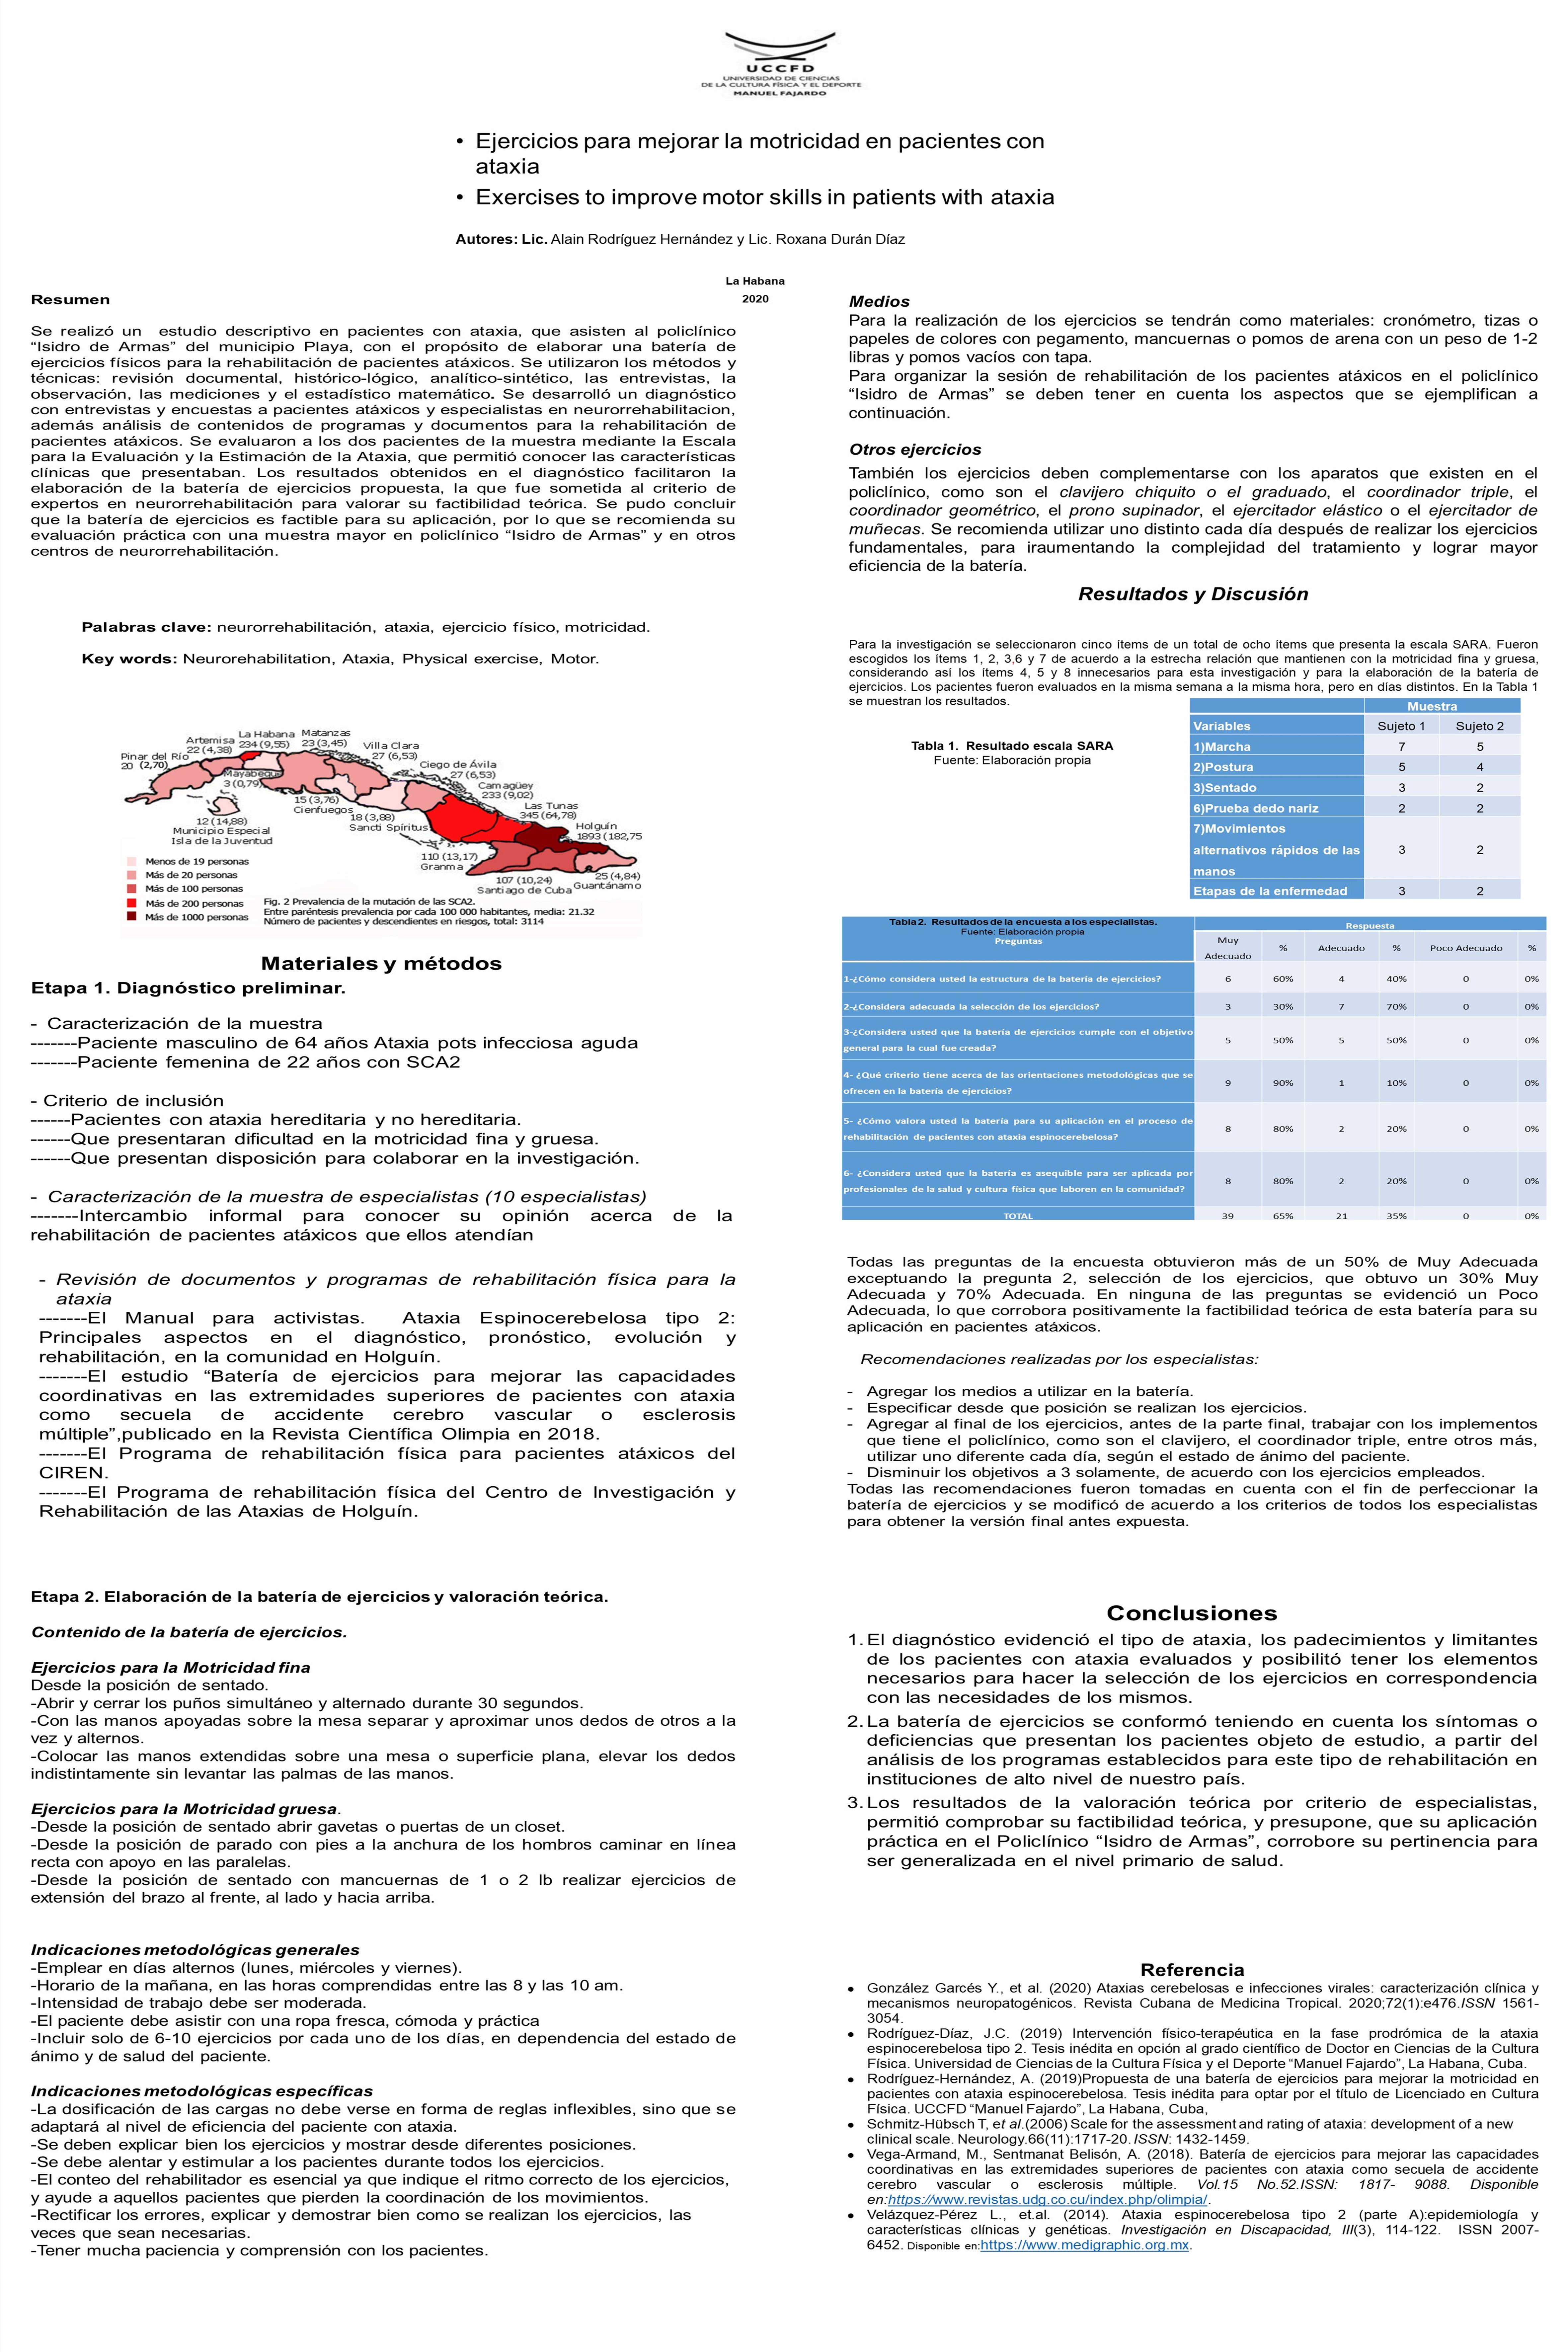 UCCFD
UNIVERSIDAD DE CIENCIAS
DE LA CULTURA FÍSICA Y EL DEPORTE
MANUEL FAJARDO
• Ejercicios para mejorar la motricidad en pacientes con
ataxia
• Exercises to improve motor skills in patients with ataxia
Autores: Lic. Alain Rodríguez Hernández y Lic. Roxana Durán Díaz
La Habana
2020
Resumen
Se realizó un estudio descriptivo en pacientes con ataxia, que asisten al policlínico
“Isidro de Armas” del municipio Playa, con el propósito de elaborar una batería de
ejercicios físicos para la rehabilitación de pacientes atáxicos. Se utilizaron los métodos y
técnicas: revisión documental, histórico-lógico, analítico-sintético, las entrevistas, la
observación, las mediciones y el estadístico matemático. Se desarrolló un diagnóstico
con entrevistas y encuestas a pacientes atáxicos y especialistas en neurorrehabilitacion,
además análisis de contenidos de programas y documentos para la rehabilitación de
pacientes atáxicos. Se evaluaron a los dos pacientes de la muestra mediante la Escala
para la Evaluación y la Estimación de la Ataxia, que permitió conocer las características
clínicas que presentaban. Los resultados obtenidos en el diagnóstico facilitaron la
elaboración de la batería de ejercicios propuesta, la que fue sometida al criterio de
expertos en neurorrehabilitación para valorar su factibilidad teórica. Se pudo concluir
que la batería de ejercicios es factible para su aplicación, por lo que se recomienda su
evaluación práctica con una muestra mayor en policlínico “Isidro de Armas” y en otros
centros de neurorrehabilitación.
Palabras clave: neurorrehabilitación, ataxia, ejercicio físico, motricidad.
Key words: Neurorehabilitation, Ataxia, Physical exercise, Motor.
Pinar del Río
20 (2,70)
Artemisa
22 (4,38)
La Habana
234 (9,55)
Matanzas
23 (3,45)
Villa Clara
27 (6,53)
Ciego de Ávila
27 (6,53)
Camagüey
233 (9,02)
Las Tunas
345 (64,78)
Holguín
1893 (182,75
Mayabeque
3 (0,79)
12 (14,88)
Municipio Especial
Isla de la Juventud
15 (3,76)
Cienfuegos
18 (3,88)
Sancti Spíritus
110 (13,17)
Granma
107 (10,24)
Santiago de Cuba
25 (4,84)
Guantánamo
Menos de 19 personas
Más de 20 personas
Más de 100 personas
Más de 200 personas
Más de 1000 personas
Fig. 2 Prevalencia de la mutación de las SCA2.
Entre paréntesis prevalencia por cada 100 000 habitantes, media: 21.32
Número de pacientes y descendientes en riesgos, total: 3114
Materiales y métodos
Etapa 1. Diagnóstico preliminar.
- Caracterización de la muestra
-------Paciente masculino de 64 años Ataxia pots infecciosa aguda
-------Paciente femenina de 22 años con SCA2
- Criterio de inclusión
------Pacientes con ataxia hereditaria y no hereditaria.
------Que presentaran dificultad en la motricidad fina y gruesa.
------Que presentan disposición para colaborar en la investigación.
- Caracterización de la muestra de especialistas (10 especialistas)
-------Intercambio informal para conocer su opinión acerca de la
rehabilitación de pacientes atáxicos que ellos atendían
- Revisión de documentos y programas de rehabilitación física para la
ataxia
-------El Manual para activistas. Ataxia Espinocerebelosa tipo 2:
Principales aspectos en el diagnóstico, pronóstico, evolución y
rehabilitación, en la comunidad en Holguín.
-------El estudio “Batería de ejercicios para mejorar las capacidades
coordinativas en las extremidades superiores de pacientes con ataxia
como secuela de accidente cerebro vascular o esclerosis
múltiple”,publicado en la Revista Científica Olimpia en 2018.
-------El Programa de rehabilitación física para pacientes atáxicos del
CIREN.
-------El Programa de rehabilitación física del Centro de Investigación y
Rehabilitación de las Ataxias de Holguín.
Etapa 2. Elaboración de la batería de ejercicios y valoración teórica.
Contenido de la batería de ejercicios.
Ejercicios para la Motricidad fina
Desde la posición de sentado.
-Abrir y cerrar los puños simultáneo y alternado durante 30 segundos.
-Con las manos apoyadas sobre la mesa separar y aproximar unos dedos de otros a la
vez y alternos.
-Colocar las manos extendidas sobre una mesa o superficie plana, elevar los dedos
indistintamente sin levantar las palmas de las manos.
Ejercicios para la Motricidad gruesa.
-Desde la posición de sentado abrir gavetas o puertas de un closet.
-Desde la posición de parado con pies a la anchura de los hombros caminar en línea
recta con apoyo en las paralelas.
-Desde la posición de sentado con mancuernas de 1 o 2 lb realizar ejercicios de
extensión del brazo al frente, al lado y hacia arriba.
Indicaciones metodológicas generales
-Emplear en días alternos (lunes, miércoles y viernes).
-Horario de la mañana, en las horas comprendidas entre las 8 y las 10 am.
-Intensidad de trabajo debe ser moderada.
-El paciente debe asistir con una ropa fresca, cómoda y práctica
-Incluir solo de 6-10 ejercicios por cada uno de los días, en dependencia del estado de
ánimo y de salud del paciente.
Indicaciones metodológicas específicas
-La dosificación de las cargas no debe verse en forma de reglas inflexibles, sino que se
adaptará al nivel de eficiencia del paciente con ataxia.
-Se deben explicar bien los ejercicios y mostrar desde diferentes posiciones.
-Se debe alentar y estimular a los pacientes durante todos los ejercicios.
-El conteo del rehabilitador es esencial ya que indique el ritmo correcto de los ejercicios,
y ayude a aquellos pacientes que pierden la coordinación de los movimientos.
-Rectificar los errores, explicar y demostrar bien como se realizan los ejercicios, las
veces que sean necesarias.
-Tener mucha paciencia y comprensión con los pacientes.
Medios
Para la realización de los ejercicios se tendrán como materiales: cronómetro, tizas o
papeles de colores con pegamento, mancuernas o pomos de arena con un peso de 1-2
libras y pomos vacíos con tapa.
Para organizar la sesión de rehabilitación de los pacientes atáxicos en el policlínico
“Isidro de Armas” se deben tener en cuenta los aspectos que se ejemplifican a
continuación.
Otros ejercicios
También los ejercicios deben complementarse con los aparatos que existen en el
policlínico, como son el clavijero chiquito o el graduado, el coordinador triple, el
coordinador geométrico, el prono supinador, el ejercitador elástico o el ejercitador de
muñecas. Se recomienda utilizar uno distinto cada día después de realizar los ejercicios
fundamentales, para iraumentando la complejidad del tratamiento y lograr mayor
eficiencia de la batería.
Resultados y Discusión
Para la investigación se seleccionaron cinco ítems de un total de ocho ítems que presenta la escala SARA. Fueron
escogidos los ítems 1, 2, 3,6 y 7 de acuerdo a la estrecha relación que mantienen con la motricidad fina y gruesa,
considerando así los ítems 4, 5 y 8 innecesarios para esta investigación y para la elaboración de la batería de
ejercicios. Los pacientes fueron evaluados en la misma semana a la misma hora, pero en días distintos. En la Tabla 1
se muestran los resultados.
Tabla 1. Resultado escala SARA
Fuente: Elaboración propia
Muestra
Variables Sujeto 1 Sujeto 2
1)Marcha 7 5
2)Postura 5 4
3)Sentado 3 2
6)Prueba dedo nariz 2 2
7)Movimientos
alternativos rápidos de las 3 2
manos
Etapas de la enfermedad 3 2
Tabla 2. Resultados de la encuesta a los especialistas.
Fuente: Elaboración propia
Preguntas
Respuesta
Muy
Adecuado % Adecuado % Poco Adecuado %
1-¿Cómo considera usted la estructura de la batería de ejercicios? 6 60% 4 40% 0 0%
2-¿Considera adecuada la selección de los ejercicios? 3 30% 7 70% 0 0%
3-¿Considera usted que la batería de ejercicios cumple con el objetivo
general para la cual fue creada? 5 50% 5 50% 0 0%
4- ¿Qué criterio tiene acerca de las orientaciones metodológicas que se
ofrecen en la batería de ejercicios? 9 90% 1 10% 0 0%
5- ¿Cómo valora usted la batería para su aplicación en el proceso de
rehabilitación de pacientes con ataxia espinocerebelosa? 8 80% 2 20% 0 0%
6- ¿Considera usted que la batería es asequible para ser aplicada por
profesionales de la salud y cultura física que laboren en la comunidad? 8 80% 2 20% 0 0%
TOTAL 39 65% 21 35% 0 0%
Todas las preguntas de la encuesta obtuvieron más de un 50% de Muy Adecuada
exceptuando la pregunta 2, selección de los ejercicios, que obtuvo un 30% Muy
Adecuada y 70% Adecuada. En ninguna de las preguntas se evidenció un Poco
Adecuada, lo que corrobora positivamente la factibilidad teórica de esta batería para su
aplicación en pacientes atáxicos.
Recomendaciones realizadas por los especialistas:
- Agregar los medios a utilizar en la batería.
- Especificar desde que posición se realizan los ejercicios.
- Agregar al final de los ejercicios, antes de la parte final, trabajar con los implementos
que tiene el policlínico, como son el clavijero, el coordinador triple, entre otros más,
utilizar uno diferente cada día, según el estado de ánimo del paciente.
- Disminuir los objetivos a 3 solamente, de acuerdo con los ejercicios empleados.
Todas las recomendaciones fueron tomadas en cuenta con el fin de perfeccionar la
batería de ejercicios y se modificó de acuerdo a los criterios de todos los especialistas
para obtener la versión final antes expuesta.
Conclusiones
1. El diagnóstico evidenció el tipo de ataxia, los padecimientos y limitantes
de los pacientes con ataxia evaluados y posibilitó tener los elementos
necesarios para hacer la selección de los ejercicios en correspondencia
con las necesidades de los mismos.
2. La batería de ejercicios se conformó teniendo en cuenta los síntomas o
deficiencias que presentan los pacientes objeto de estudio, a partir del
análisis de los programas establecidos para este tipo de rehabilitación en
instituciones de alto nivel de nuestro país.
3. Los resultados de la valoración teórica por criterio de especialistas,
permitió comprobar su factibilidad teórica, y presupone, que su aplicación
práctica en el Policlínico “Isidro de Armas”, corrobore su pertinencia para
ser generalizada en el nivel primario de salud.
Referencia
• González Garcés Y., et al. (2020) Ataxias cerebelosas e infecciones virales: caracterización clínica y
mecanismos neuropatogénicos. Revista Cubana de Medicina Tropical. 2020;72(1):e476.ISSN 1561-
3054.
• Rodríguez-Díaz, J.C. (2019) Intervención físico-terapéutica en la fase prodrómica de la ataxia
espinocerebelosa tipo 2. Tesis inédita en opción al grado científico de Doctor en Ciencias de la Cultura
Física. Universidad de Ciencias de la Cultura Física y el Deporte “Manuel Fajardo”, La Habana, Cuba.
• Rodríguez-Hernández, A. (2019)Propuesta de una batería de ejercicios para mejorar la motricidad en
pacientes con ataxia espinocerebelosa. Tesis inédita para optar por el título de Licenciado en Cultura
Física. UCCFD “Manuel Fajardo”, La Habana, Cuba,
• Schmitz-Hübsch T, et al.(2006) Scale for the assessment and rating of ataxia: development of a new
clinical scale. Neurology.66(11):1717-20. ISSN: 1432-1459.
• Vega-Armand, M., Sentmanat Belisón, A. (2018). Batería de ejercicios para mejorar las capacidades
coordinativas en las extremidades superiores de pacientes con ataxia como secuela de accidente
cerebro vascular o esclerosis múltiple. Vol.15 No.52.ISSN: 1817- 9088. Disponible
en:https://www.revistas.udg.co.cu/index.php/olimpia/.
• Velázquez-Pérez L., et.al. (2014). Ataxia espinocerebelosa tipo 2 (parte A):epidemiología y
características clínicas y genéticas. Investigación en Discapacidad, III(3), 114-122. ISSN 2007-
6452. Disponible en:https://www.medigraphic.org.mx.